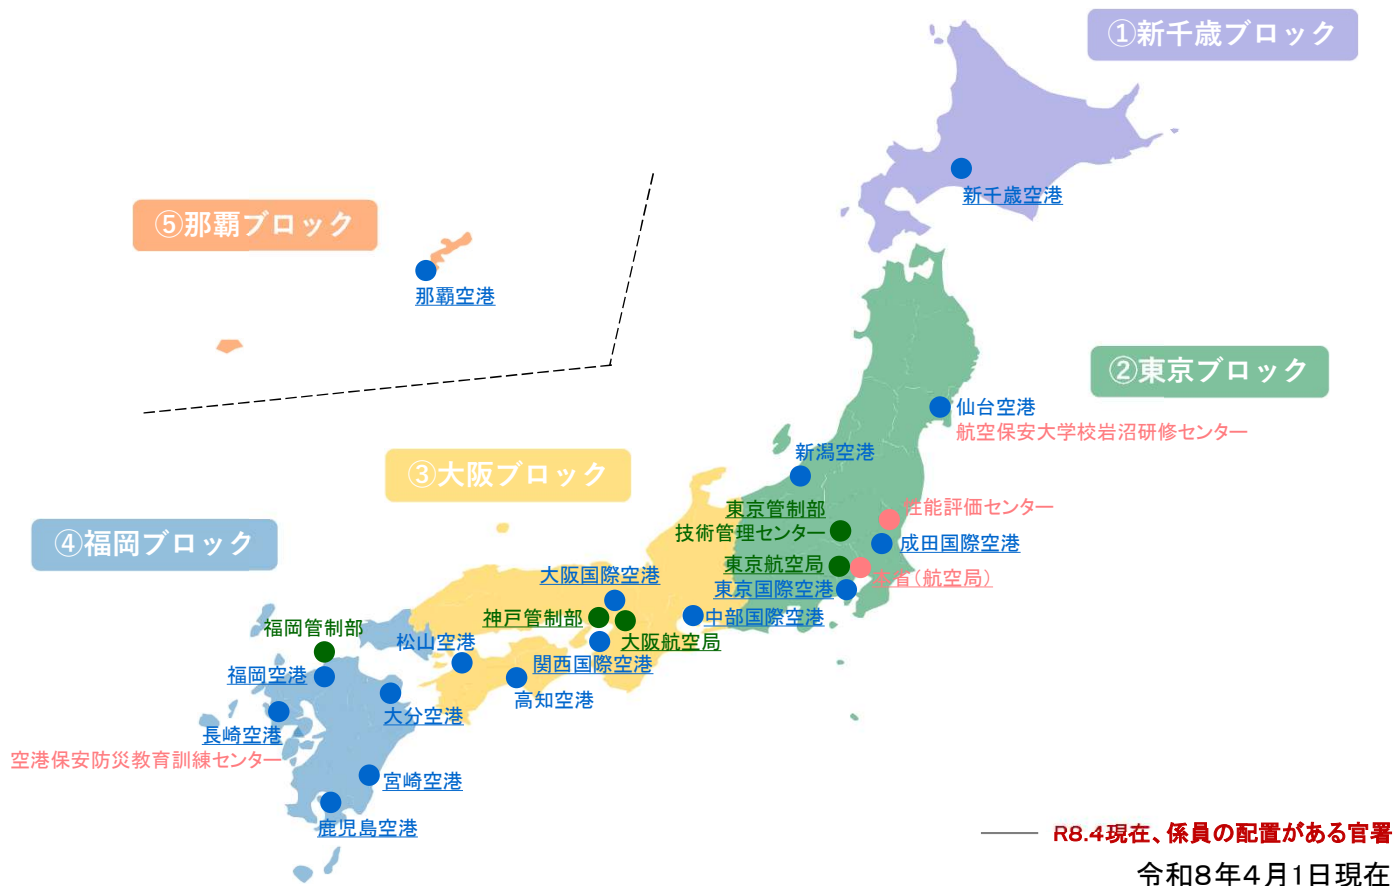 ①新千歳ブロック
新千歳空港
⑤那覇ブロック
那覇空港
②東京ブロック
仙台空港
航空保安大学校岩沼研修センター
新潟空港
③大阪ブロック
東京管制部
技術管理センター
性能評価センター
成田国際空港
④福岡ブロック
東京航空局
本省(航空局)
大阪国際空港
東京国際空港
神戸管制部
中部国際空港
福岡管制部
松山空港
大阪航空局
関西国際空港
福岡空港
高知空港
大分空港
長崎空港
空港保安防災教育訓練センター
宮崎空港
鹿児島空港
R8.4現在、係員の配置がある官署
令和8年4月1日現在